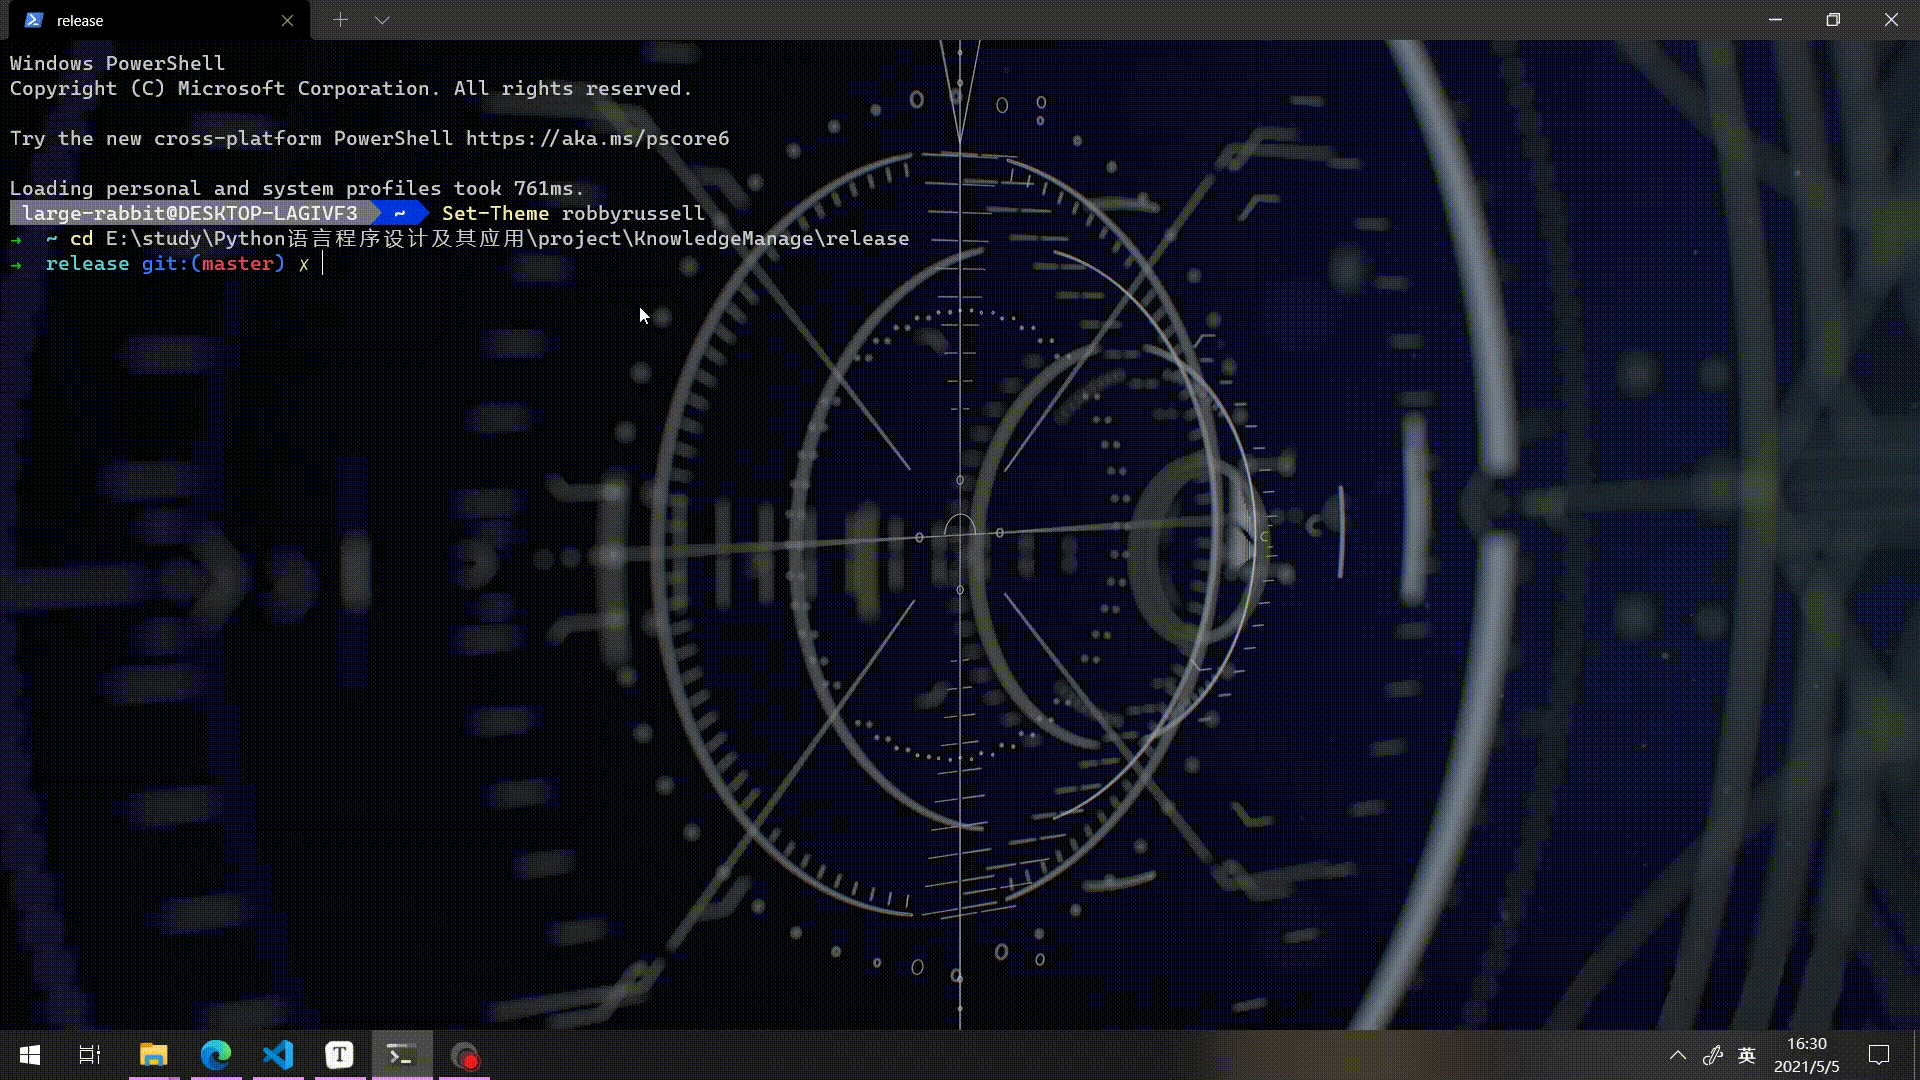 release
Windows PowerShell
Copyright (C) Microsoft Corporation. All rights reserved.
Try the new cross-platform PowerShell https://aka.ms/pscore6
Loading personal and system profiles took 761ms.
large-rabbit@DESKTOP-LAGIVF3 ~ Set-Theme robbyrussell
→ ~ cd E:\study\Python语言程序设计及其应用\project\KnowledgeManage\release
→ release git:(master) ✗
T
英
16:30
2021/5/5